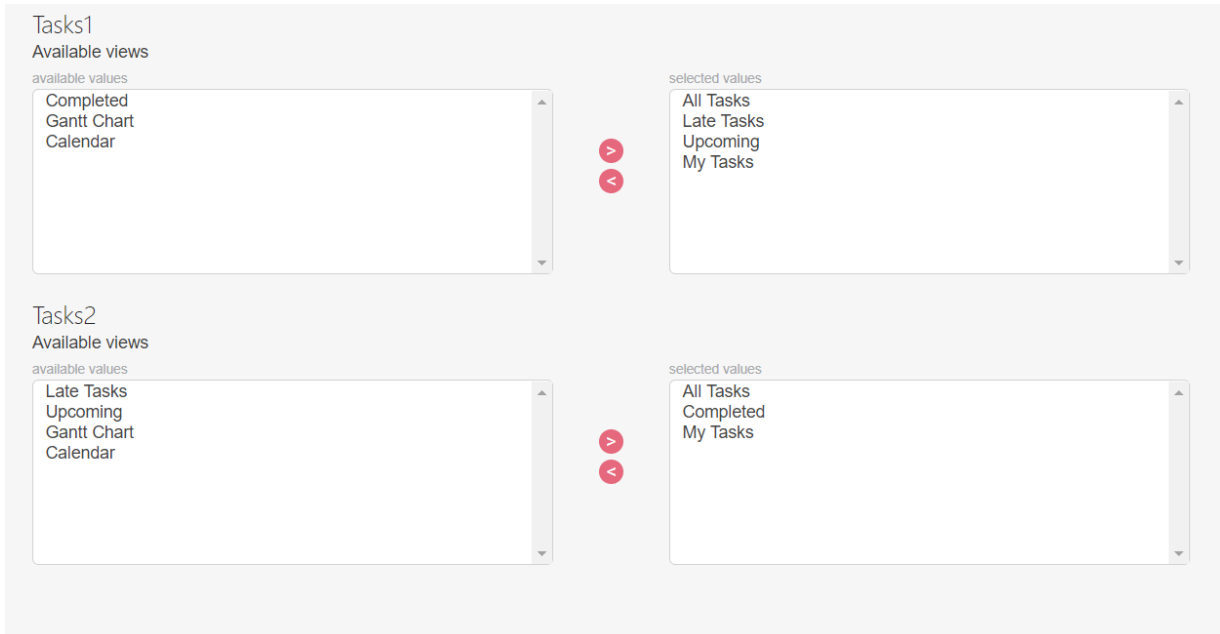 Tasks1
Available views
available values
selected values
Completed
Gantt Chart
Calendar
>
<
All Tasks
Late Tasks
Upcoming
My Tasks
Tasks2
Available views
available values
selected values
Late Tasks
Upcoming
Gantt Chart
Calendar
>
<
All Tasks
Completed
My Tasks